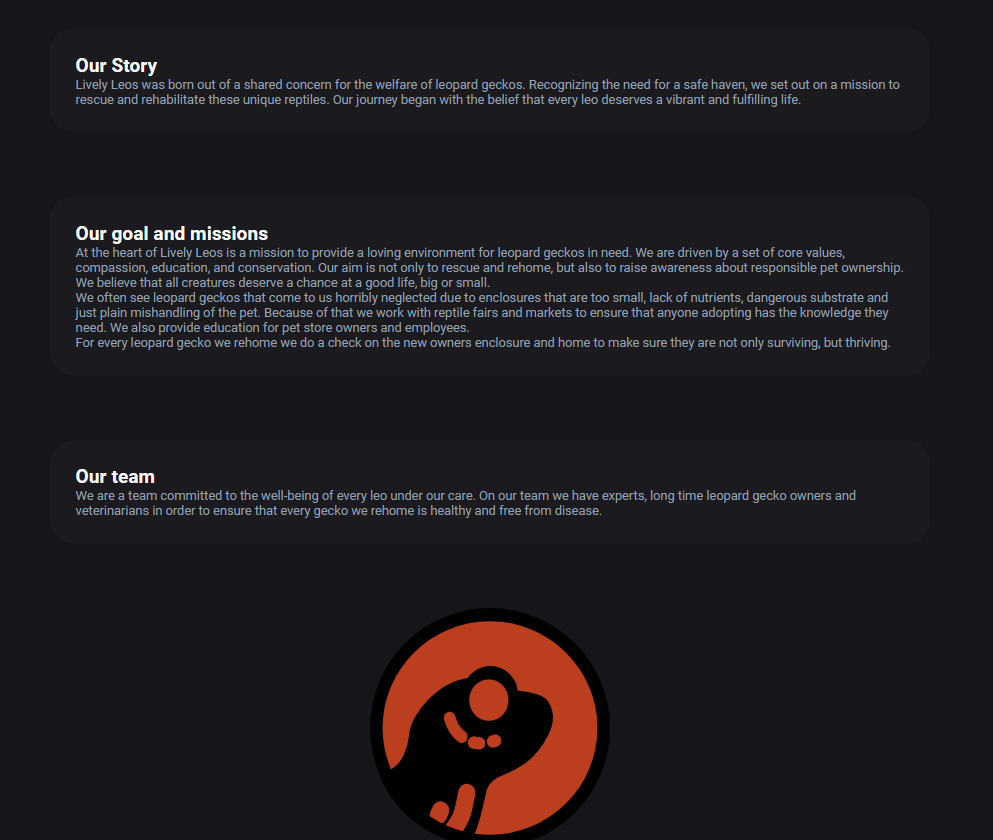 Our Story
Lively Leos was born out of a shared concern for the welfare of leopard geckos. Recognizing the need for a safe haven, we set out on a mission to
rescue and rehabilitate these unique reptiles. Our journey began with the belief that every leo deserves a vibrant and fulfilling life.
Our goal and missions
At the heart of Lively Leos is a mission to provide a loving environment for leopard geckos in need. We are driven by a set of core values,
compassion, education, and conservation. Our aim is not only to rescue and rehome, but also to raise awareness about responsible pet ownership.
We believe that all creatures deserve a chance at a good life, big or small.
We often see leopard geckos that come to us horribly neglected due to enclosures that are too small, lack of nutrients, dangerous substrate and
just plain mishandling of the pet. Because of that we work with reptile fairs and markets to ensure that anyone adopting has the knowledge they
need. We also provide education for pet store owners and employees.
For every leopard gecko we rehome we do a check on the new owners enclosure and home to make sure they are not only surviving, but thriving.
Our team
We are a team committed to the well-being of every leo under our care. On our team we have experts, long time leopard gecko owners and
veterinarians in order to ensure that every gecko we rehome is healthy and free from disease.